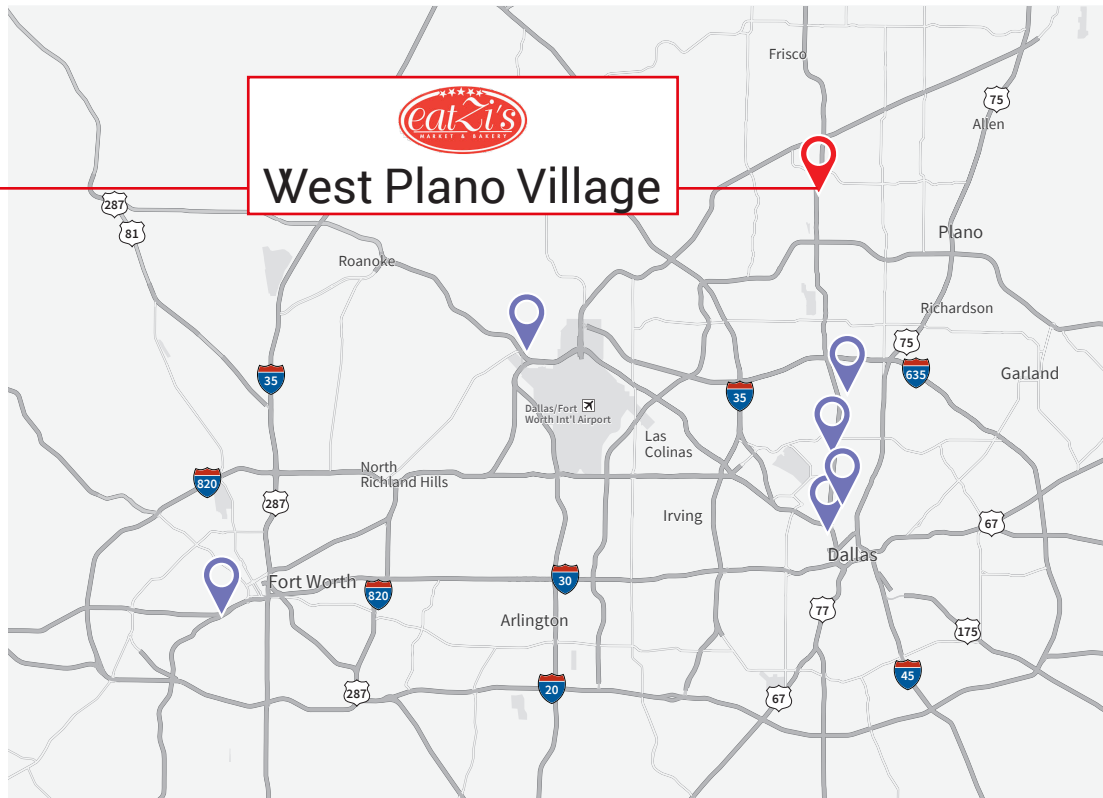 Frisco
75
Allen
eatZi's
MARKET & BAKERY
West Plano Village
287
81
Plano
Roanoke
Richardson
75
635
Garland
35
35
Dallas/Fort
Worth Int'l Airport
Las
Colinas
North
Richland Hills
820
287
Irving
67
Dallas
Fort Worth
30
820
77
Arlington
175
45
20
287
67